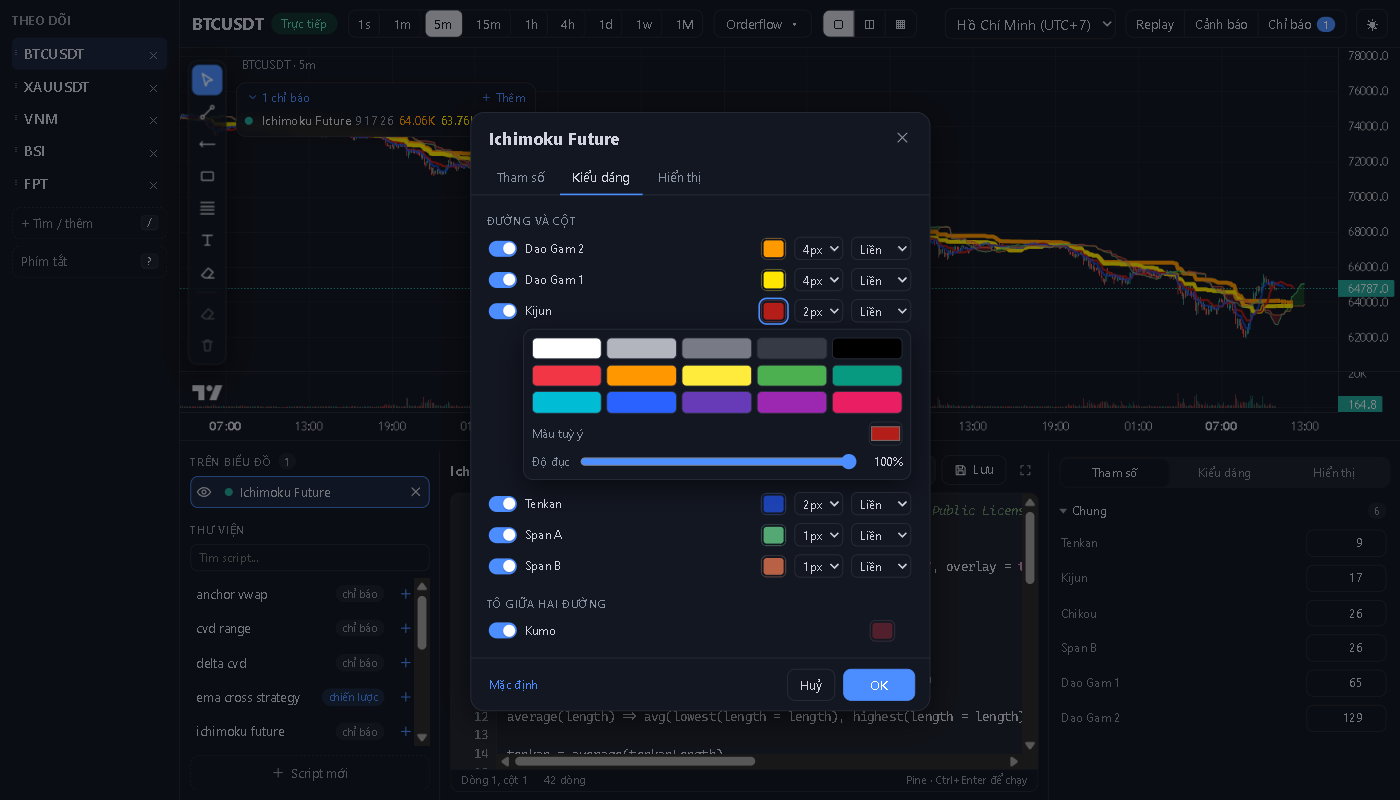 THEO DÕI
BTCUSDT
XAUUSDT
VNM
BSI
FPT
+ Tìm / thêm /
Phím tắt ?
BTCUSDT Trực tiếp 1s 1m 5m 15m 1h 4h 1d 1w 1M Orderflow Hồ Chí Minh (UTC+7) Replay Cảnh báo Chỉ báo 1
BTCUSDT · 5m
1 chỉ báo + Thêm
Ichimoku Future 9 17 26 64.06K 63.76
78000.0
76000.0
74000.0
72000.0
70000.0
68000.0
66000.0
64787.0
64000.0
62000.0
20K
164.8
07:00 13:00 19:00 13:00 19:00 01:00 07:00 13:00
Ichimoku Future
Tham số Kiểu dáng Hiển thị
ĐƯỜNG VÀ CỘT
Dao Gam 2 4px Liền
Dao Gam 1 4px Liền
Kijun 2px Liền
Màu tuỳ ý
Độ đục 100%
Tenkan 2px Liền
Span A 1px Liền
Span B 1px Liền
TÔ GIỮA HAI ĐƯỜNG
Kumo
Mặc định Huỷ OK
TRÊN BIỂU ĐỒ 1
Ichimoku Future
THƯ VIỆN
Tìm script...
anchor vwap chỉ báo +
cvd range chỉ báo +
delta cvd chỉ báo +
ema cross strategy chiến lược +
ichimoku future chỉ báo +
+ Script mới
Lưu
Public
, overlay =
12 average(length) => avg(lowest(length = length), highest(length = length)
13
14 tenkan = average(tenkanLength)
Dòng 1, cột 1 42 dòng Pine · Ctrl+Enter để chạy
Tham số Kiểu dáng Hiển thị
Chung 6
Tenkan 9
Kijun 17
Chikou 26
Span B 26
Dao Gam 1 65
Dao Gam 2 129